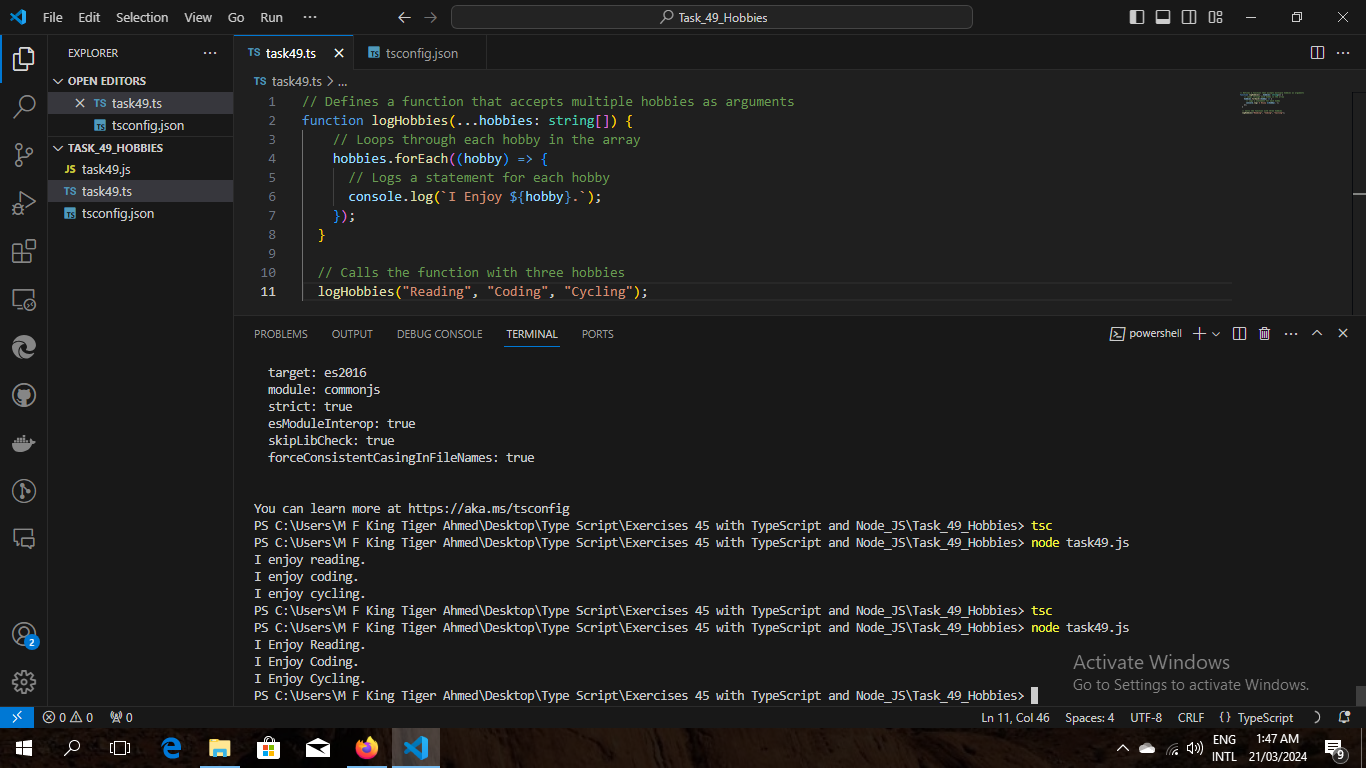 File Edit Selection View Go Run ··· Task_49_Hobbies
EXPLORER ···
OPEN EDITORS
TS task49.ts
TS tsconfig.json
TASK_49_HOBBIES
JS task49.js
TS task49.ts
TS tsconfig.json
2
TS task49.ts TS tsconfig.json ···
TS task49.ts > ...
1 // Defines a function that accepts multiple hobbies as arguments
2 function logHobbies(...hobbies: string[]) {
3 // Loops through each hobby in the array
4 hobbies.forEach((hobby) => {
5 // Logs a statement for each hobby
6 console.log(`I Enjoy ${hobby}.`);
7 });
8 }
9
10 // Calls the function with three hobbies
11 logHobbies("Reading", "Coding", "Cycling");
PROBLEMS OUTPUT DEBUG CONSOLE TERMINAL PORTS powershell ···
target: es2016
module: commonjs
strict: true
esModuleInterop: true
skipLibCheck: true
forceConsistentCasingInFileNames: true
You can learn more at https://aka.ms/tsconfig
PS C:\Users\M F King Tiger Ahmed\Desktop\Type Script\Exercises 45 with TypeScript and Node_JS\Task_49_Hobbies> tsc
PS C:\Users\M F King Tiger Ahmed\Desktop\Type Script\Exercises 45 with TypeScript and Node_JS\Task_49_Hobbies> node task49.js
I enjoy reading.
I enjoy coding.
I enjoy cycling.
PS C:\Users\M F King Tiger Ahmed\Desktop\Type Script\Exercises 45 with TypeScript and Node_JS\Task_49_Hobbies> tsc
PS C:\Users\M F King Tiger Ahmed\Desktop\Type Script\Exercises 45 with TypeScript and Node_JS\Task_49_Hobbies> node task49.js
I Enjoy Reading.
I Enjoy Coding.
I Enjoy Cycling.
PS C:\Users\M F King Tiger Ahmed\Desktop\Type Script\Exercises 45 with TypeScript and Node_JS\Task_49_Hobbies>
Activate Windows
Go to Settings to activate Windows.
0 0 0 Ln 11, Col 46 Spaces: 4 UTF-8 CRLF {} TypeScript
ENG 1:47 AM
INTL 21/03/2024 9